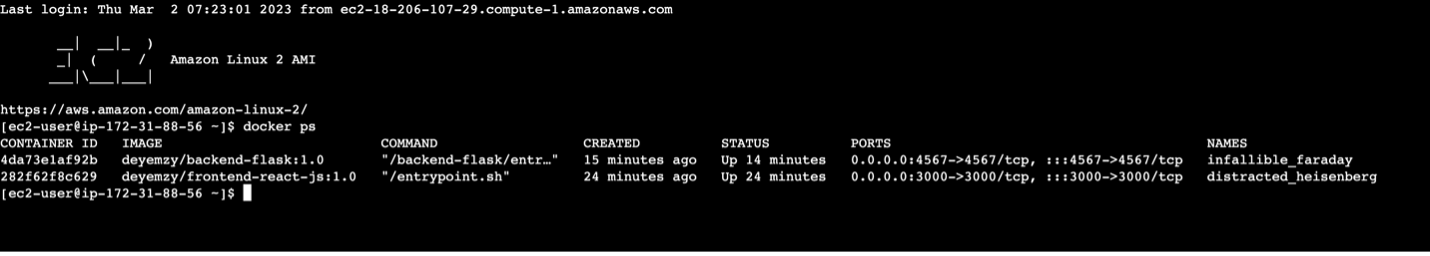 Last login: Thu Mar  2 07:23:01 2023 from ec2-18-206-107-29.compute-1.amazonaws.com
       __|  __|_  )
       _|  (     /   Amazon Linux 2 AMI
      ___|\___|___|
https://aws.amazon.com/amazon-linux-2/
[ec2-user@ip-172-31-88-56 ~]$ docker ps
CONTAINER ID   IMAGE                           COMMAND                  CREATED          STATUS          PORTS                                       NAMES
4da73e1af92b   deyemzy/backend-flask:1.0       "/backend-flask/entr…"   15 minutes ago   Up 14 minutes   0.0.0.0:4567->4567/tcp, :::4567->4567/tcp   infallible_faraday
282f62f8c629   deyemzy/frontend-react-js:1.0   "/entrypoint.sh"         24 minutes ago   Up 24 minutes   0.0.0.0:3000->3000/tcp, :::3000->3000/tcp   distracted_heisenberg
[ec2-user@ip-172-31-88-56 ~]$